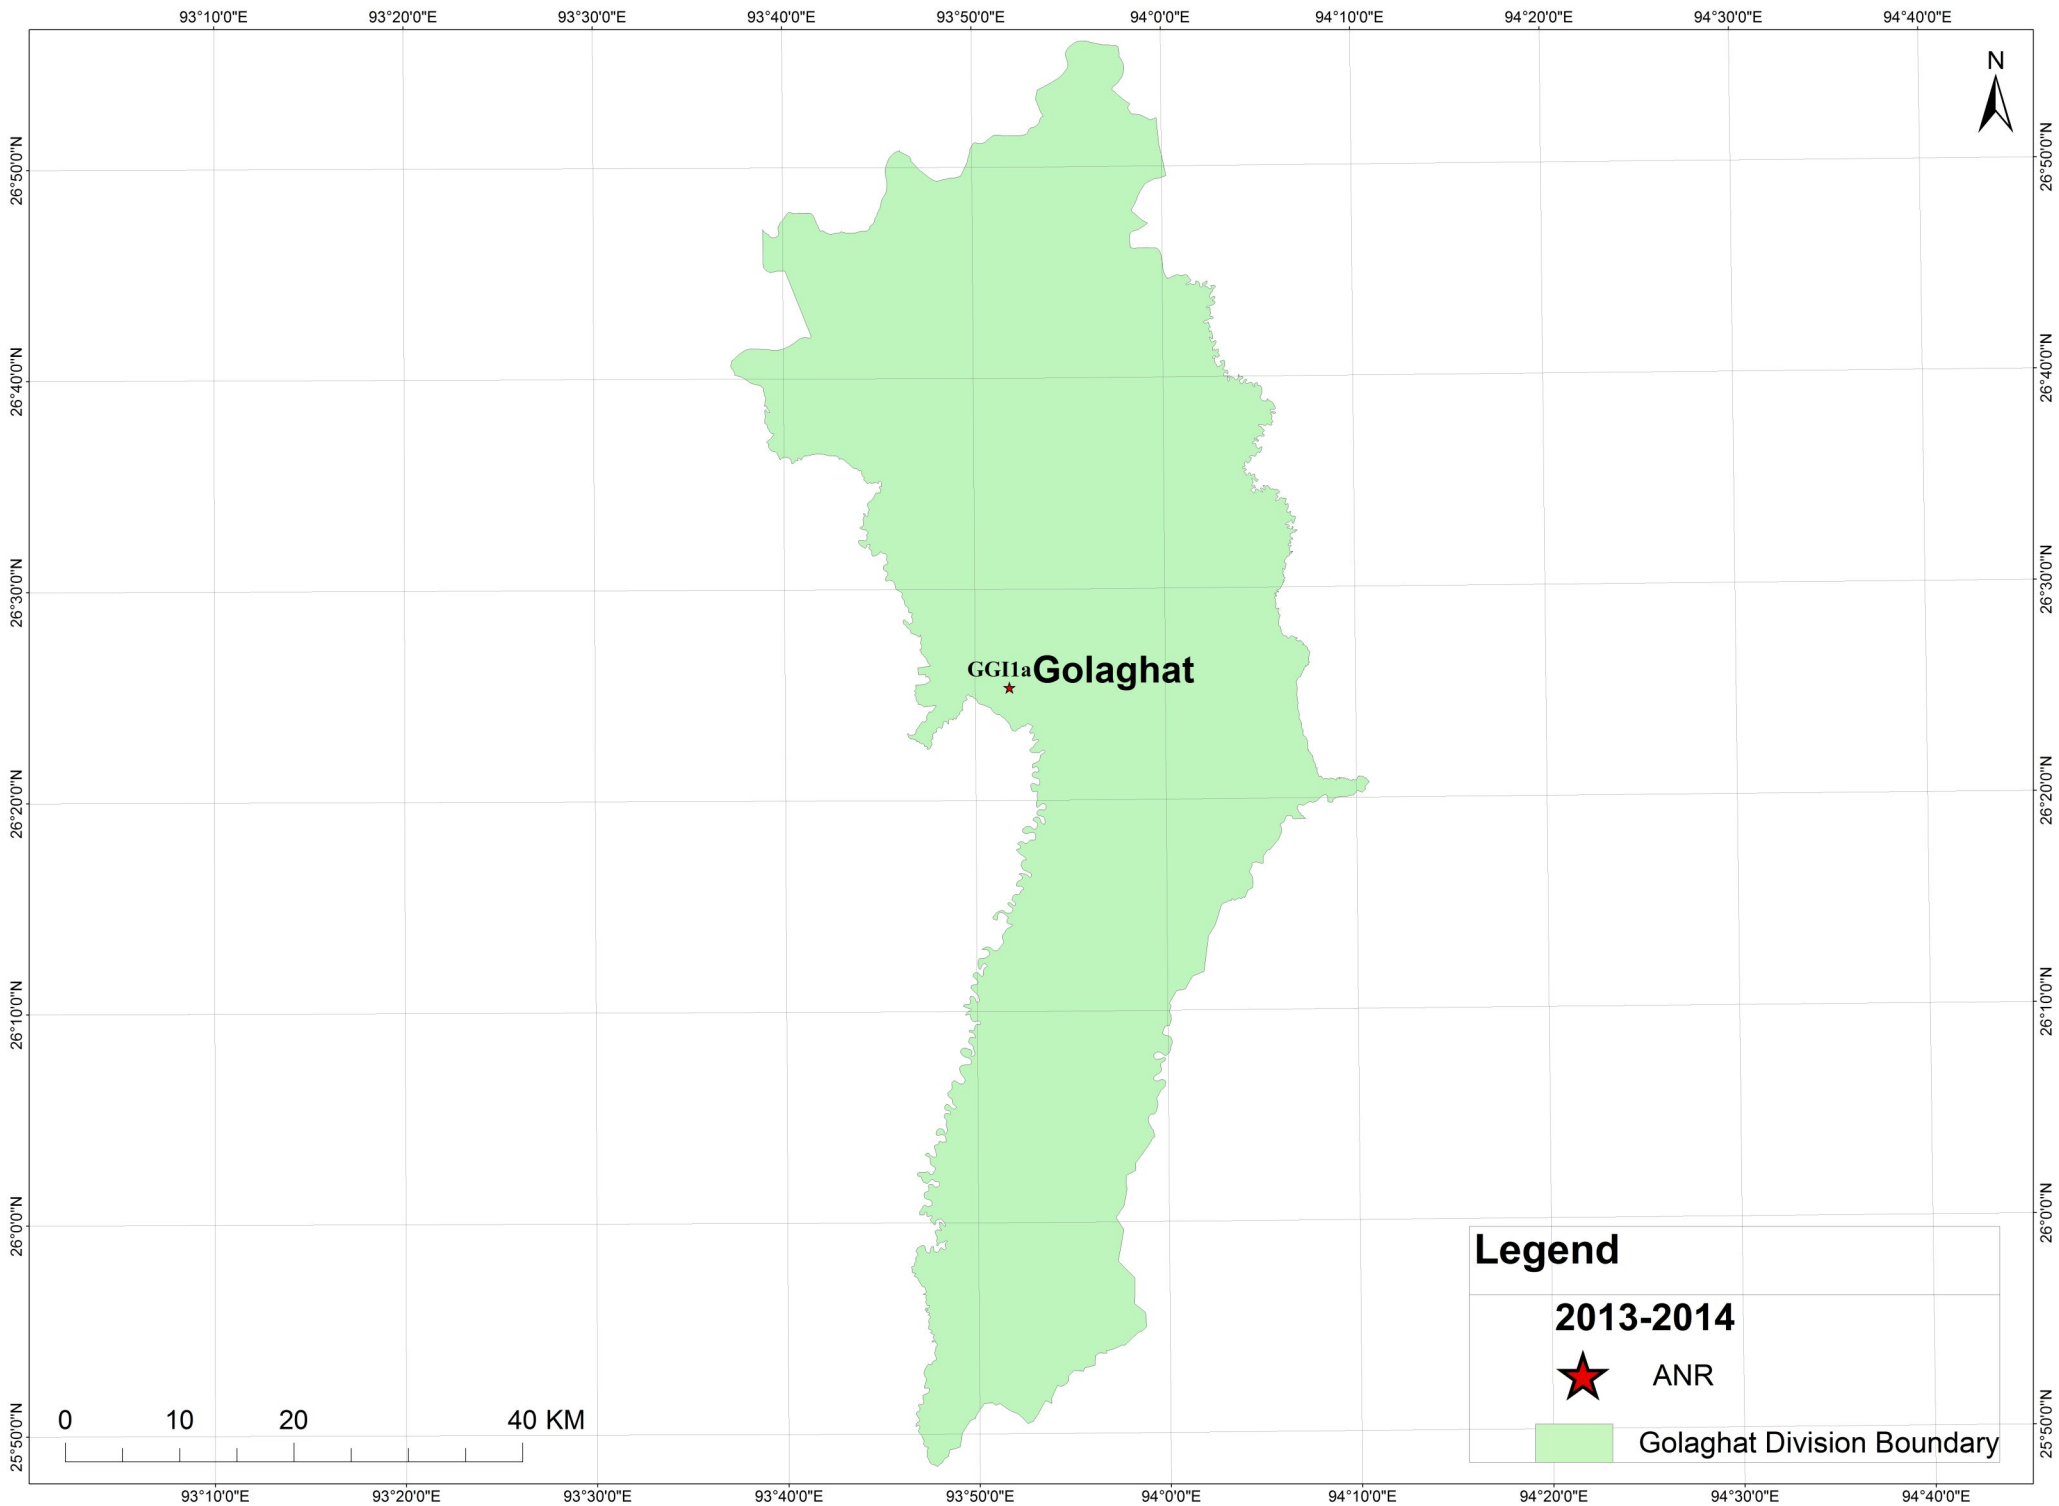 93°10'0"E 93°20'0"E 93°30'0"E 93°40'0"E 93°50'0"E 94°0'0"E 94°10'0"E 94°20'0"E 94°30'0"E 94°40'0"E
N
26°50'0"N 26°50'0"N
26°40'0"N 26°40'0"N
26°30'0"N 26°30'0"N
GGI1a Golaghat
26°20'0"N 26°20'0"N
26°10'0"N 26°10'0"N
26°0'0"N 26°0'0"N
Legend
2013-2014
ANR
Golaghat Division Boundary
0 10 20 40 KM
25°50'0"N 25°50'0"N
93°10'0"E 93°20'0"E 93°30'0"E 93°40'0"E 93°50'0"E 94°0'0"E 94°10'0"E 94°20'0"E 94°30'0"E 94°40'0"E